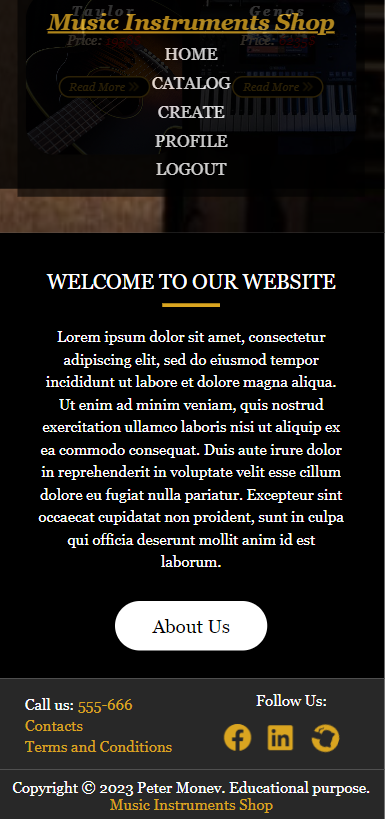 Music Instruments Shop
Taylor
Genos
Price:
Price:
HOME
Read More »
Read More »
CATALOG
CREATE
PROFILE
LOGOUT
WELCOME TO OUR WEBSITE
Lorem ipsum dolor sit amet, consectetur
adipiscing elit, sed do eiusmod tempor
incididunt ut labore et dolore magna aliqua.
Ut enim ad minim veniam, quis nostrud
exercitation ullamco laboris nisi ut aliquip ex
ea commodo consequat. Duis aute irure dolor
in reprehenderit in voluptate velit esse cillum
dolore eu fugiat nulla pariatur. Excepteur sint
occaecat cupidatat non proident, sunt in culpa
qui officia deserunt mollit anim id est
laborum.
About Us
Call us: 555-666
Contacts
Terms and Conditions
Follow Us:
Copyright © 2023 Peter Monev. Educational purpose.
Music Instruments Shop